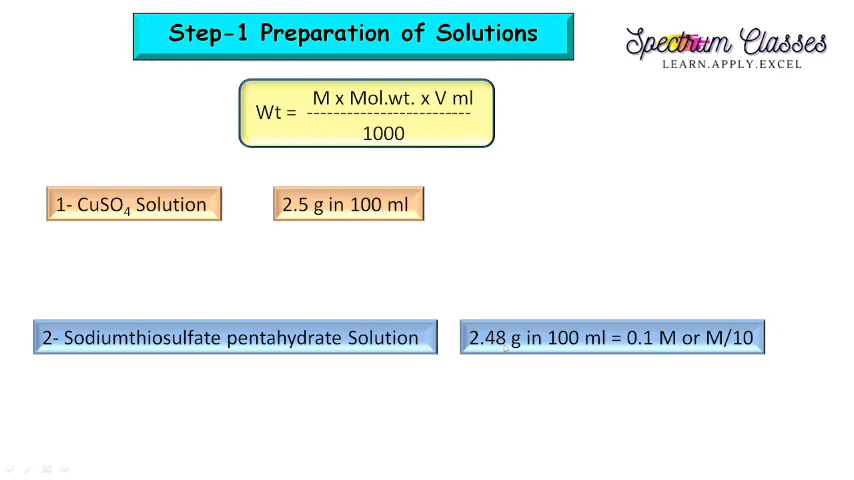 Step-1 Preparation of Solutions
Spectrum Classes
LEARN.APPLY.EXCEL
M x Mol.wt. x V ml
Wt = -------------------------
1000
1- CuSO₄ Solution
2.5 g in 100 ml
2- Sodiumthiosulfate pentahydrate Solution
2.48 g in 100 ml = 0.1 M or M/10